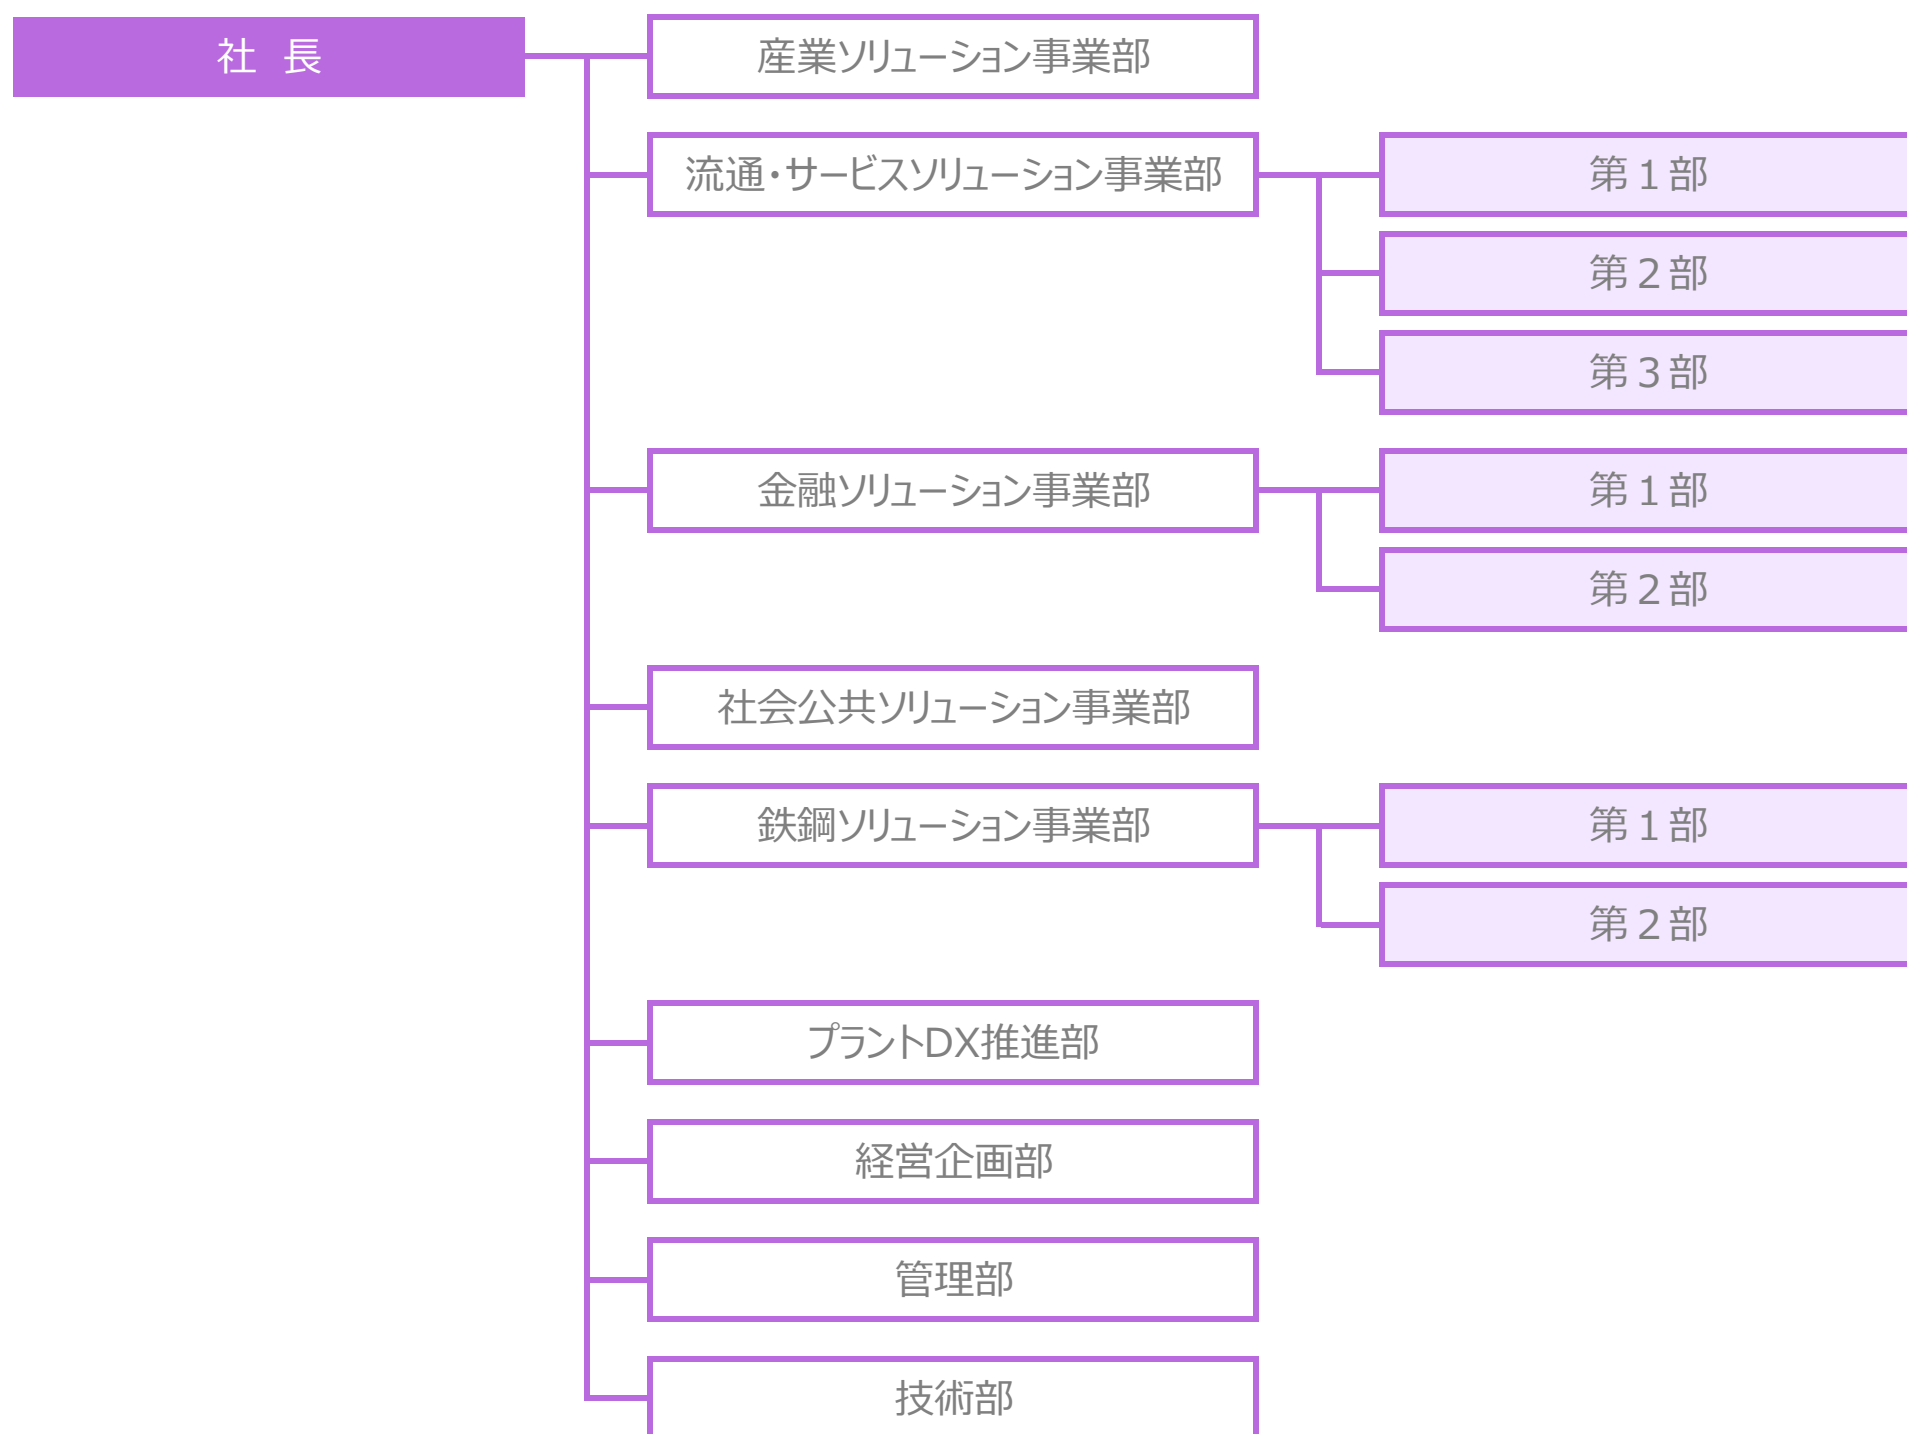 社 長
産業ソリューション事業部
流通・サービスソリューション事業部
第1部
第2部
第3部
金融ソリューション事業部
第1部
第2部
社会公共ソリューション事業部
鉄鋼ソリューション事業部
第1部
第2部
プラントDX推進部
経営企画部
管理部
技術部